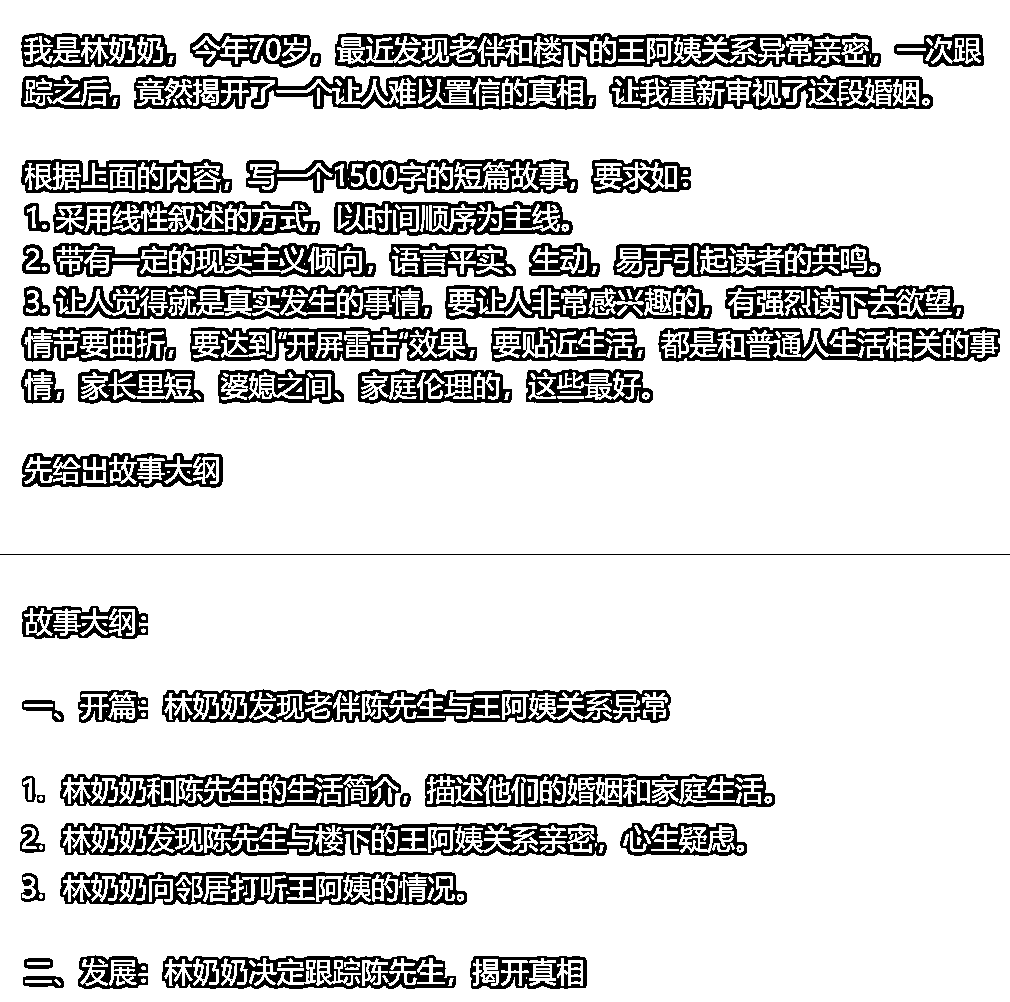 我是林奶奶，今年70岁，最近发现老伴和楼下的王阿姨关系异常亲密，一次跟
踪之后，竟然揭开了一个让人难以置信的真相，让我重新审视了这段婚姻。
根据上面的内容，写一个1500字的短篇故事，要求如：
1. 采用线性叙述的方式，以时间顺序为主线。
2. 带有一定的现实主义倾向，语言平实、生动，易于引起读者的共鸣。
3. 让人觉得就是真实发生的事情，要让人非常感兴趣的，有强烈读下去欲望，
情节要曲折，要达到“开屏雷击”效果，要贴近生活，都是和普通人生活相关的事
情，家长里短、婆媳之间、家庭伦理的，这些最好。
先给出故事大纲
故事大纲：
一、开篇：林奶奶发现老伴陈先生与王阿姨关系异常
1. 林奶奶和陈先生的生活简介，描述他们的婚姻和家庭生活。
2. 林奶奶发现陈先生与楼下的王阿姨关系亲密，心生疑虑。
3. 林奶奶向邻居打听王阿姨的情况。
二、发展：林奶奶决定跟踪陈先生，揭开真相